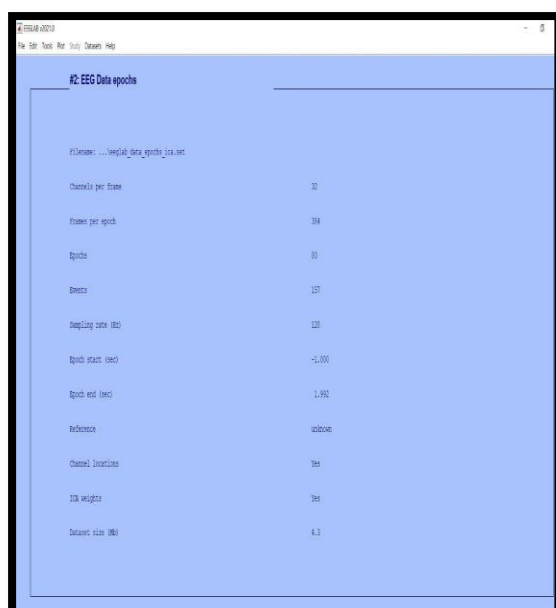 EEGLAB v2021.0
File Edit Tools Plot Study Datasets Help
#2: EEG Data epochs
Filename: ...\eeglab_data_epochs_ica.set
Channels per frame 32
Frames per epoch 384
Epochs 80
Events 157
Sampling rate (Hz) 128
Epoch start (sec) -1.000
Epoch end (sec) 1.992
Reference unknown
Channel locations Yes
ICA weights Yes
Dataset size (Mb) 4.3